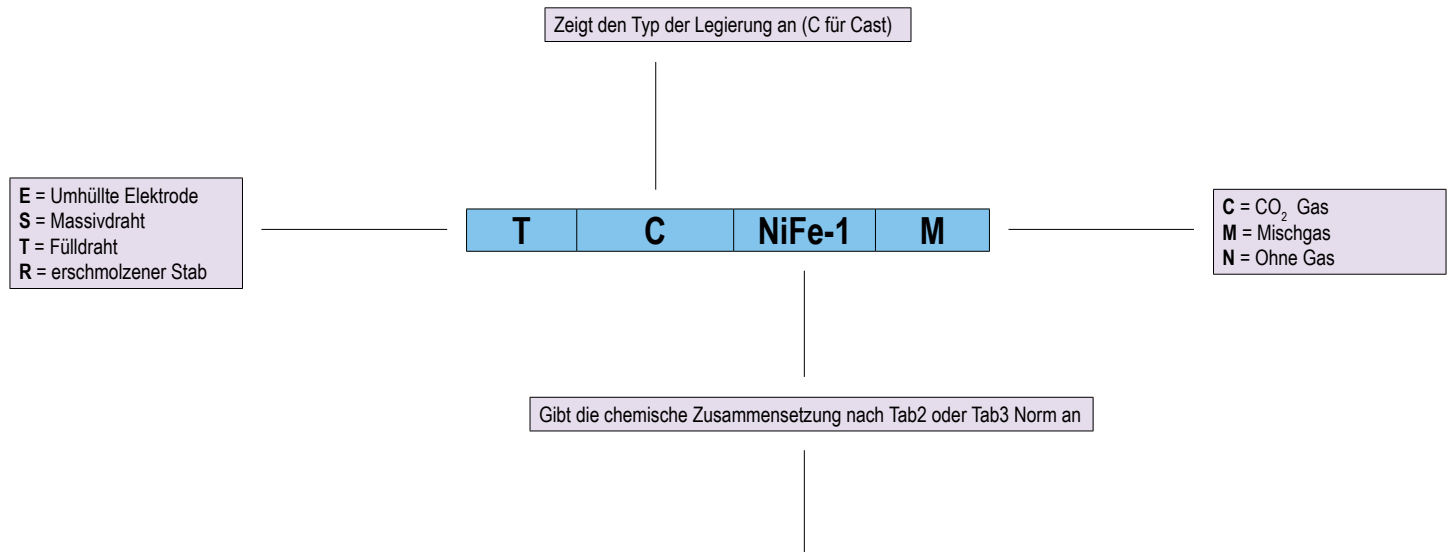 Zeigt den Typ der Legierung an (C für Cast)
E = Umhüllte Elektrode
S = Massivdraht
T = Fülldraht
R = erschmolzener Stab
T C NiFe-1 M
C = CO₂ Gas
M = Mischgas
N = Ohne Gas
Gibt die chemische Zusammensetzung nach Tab2 oder Tab3 Norm an